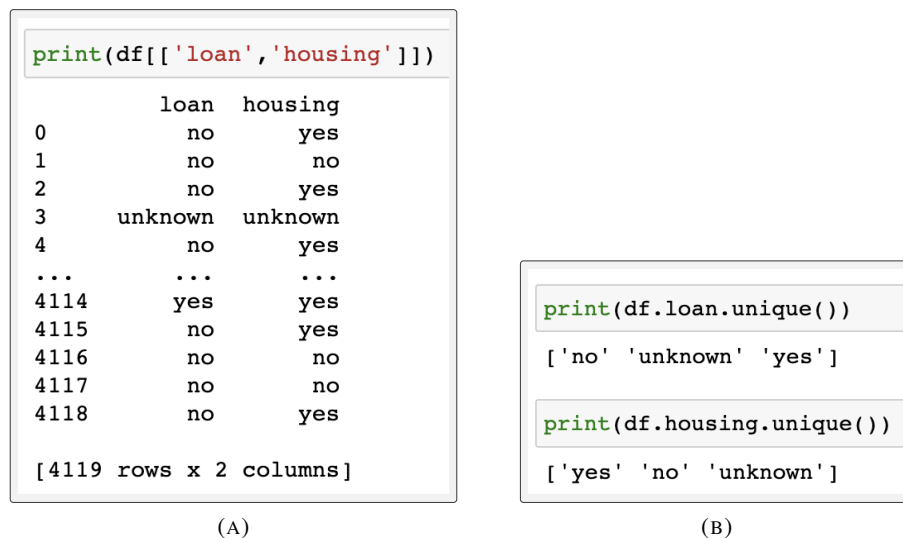 print(df[['loan','housing']])
loan housing
0 no yes
1 no no
2 no yes
3 unknown unknown
4 no yes
... ... ...
4114 yes yes
4115 no yes
4116 no no
4117 no no
4118 no yes
[4119 rows x 2 columns]
(A)
print(df.loan.unique())
['no' 'unknown' 'yes']
print(df.housing.unique())
['yes' 'no' 'unknown']
(B)